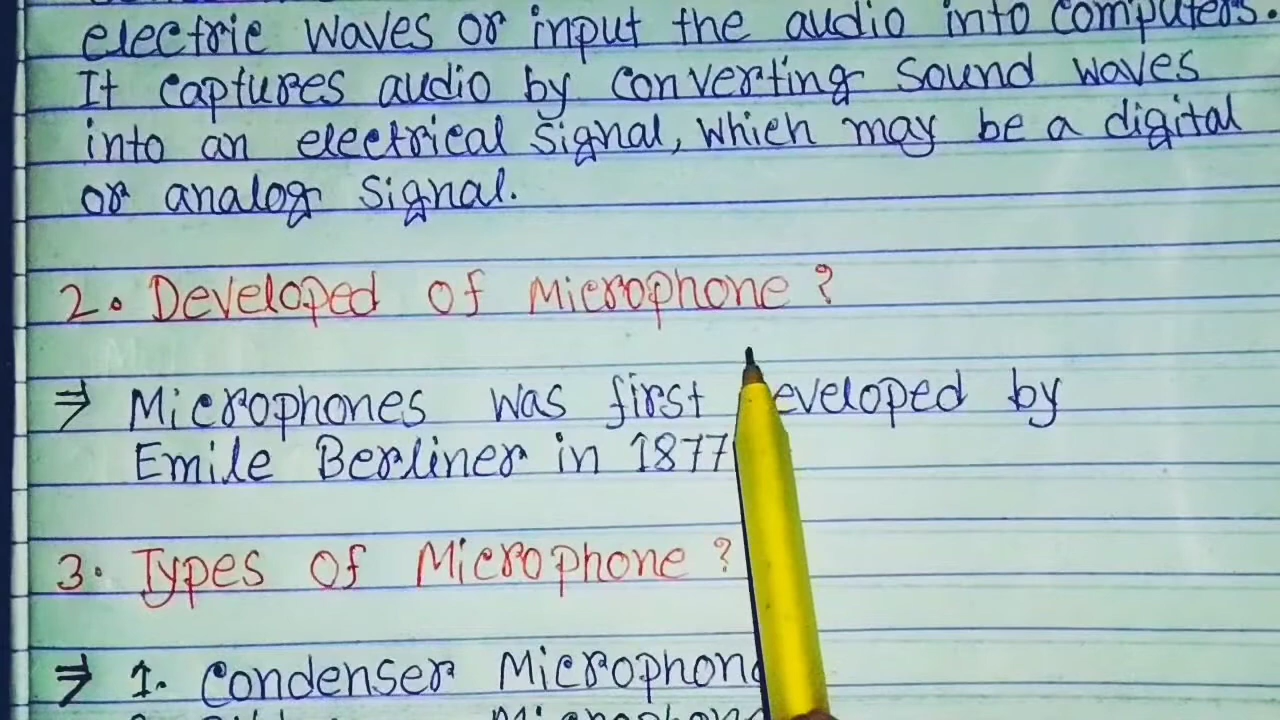 electric waves or input the audio into computers.
It captures audio by converting sound waves
into an electrical signal, which may be a digital
or analog signal.
2. Developed of Microphone?
⇒ Microphones was first eveloped by
Emile Berliner in 1877
3. Types of Microphone?
⇒ 1. Condenser Microphon